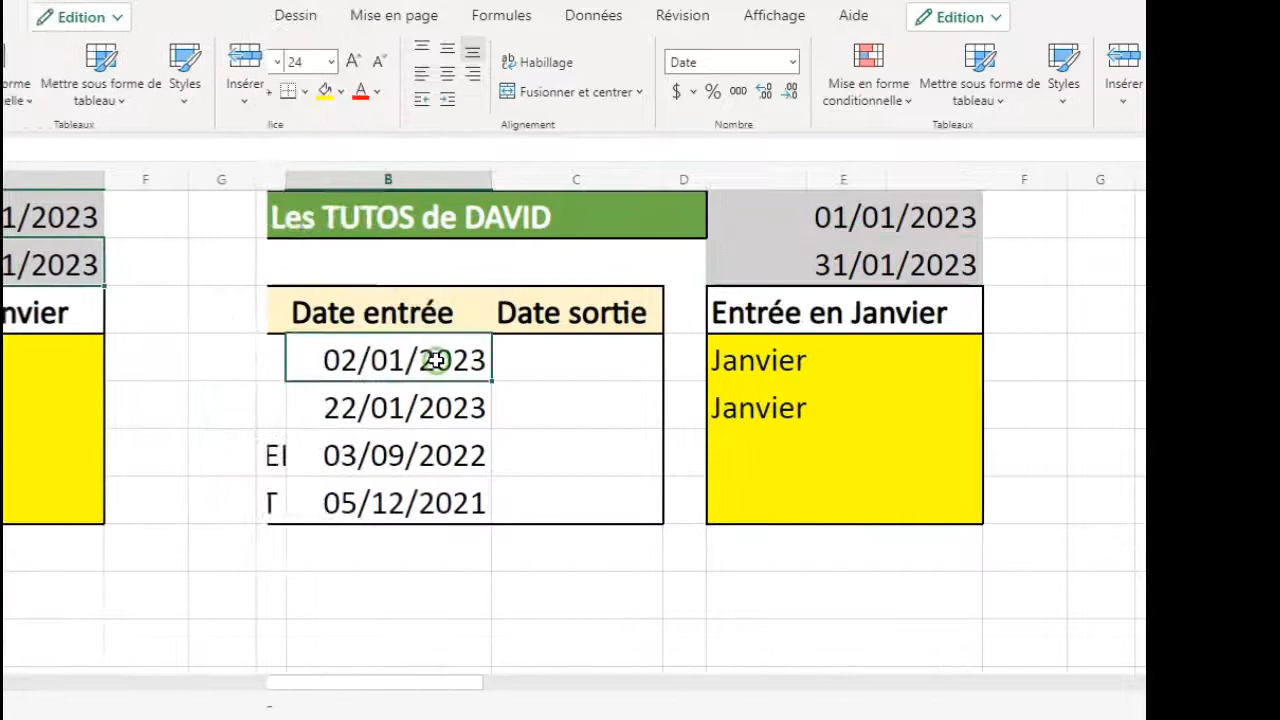 Edition
Dessin Mise en page Formules Données Révision Affichage Aide Edition
24
Date
Mettre sous forme de tableau
Styles
Insérer
Habillage
Fusionner et centrer
$ % 000
Mise en forme conditionnelle
Mettre sous forme de tableau
Styles
Insérer
Tableaux
Alignement
Nombre
Tableaux
F G B C D E F G
1/2023 Les TUTOS de DAVID 01/01/2023
1/2023 31/01/2023
nvier Date entrée Date sortie Entrée en Janvier
02/01/2023 Janvier
22/01/2023 Janvier
03/09/2022
T 05/12/2021